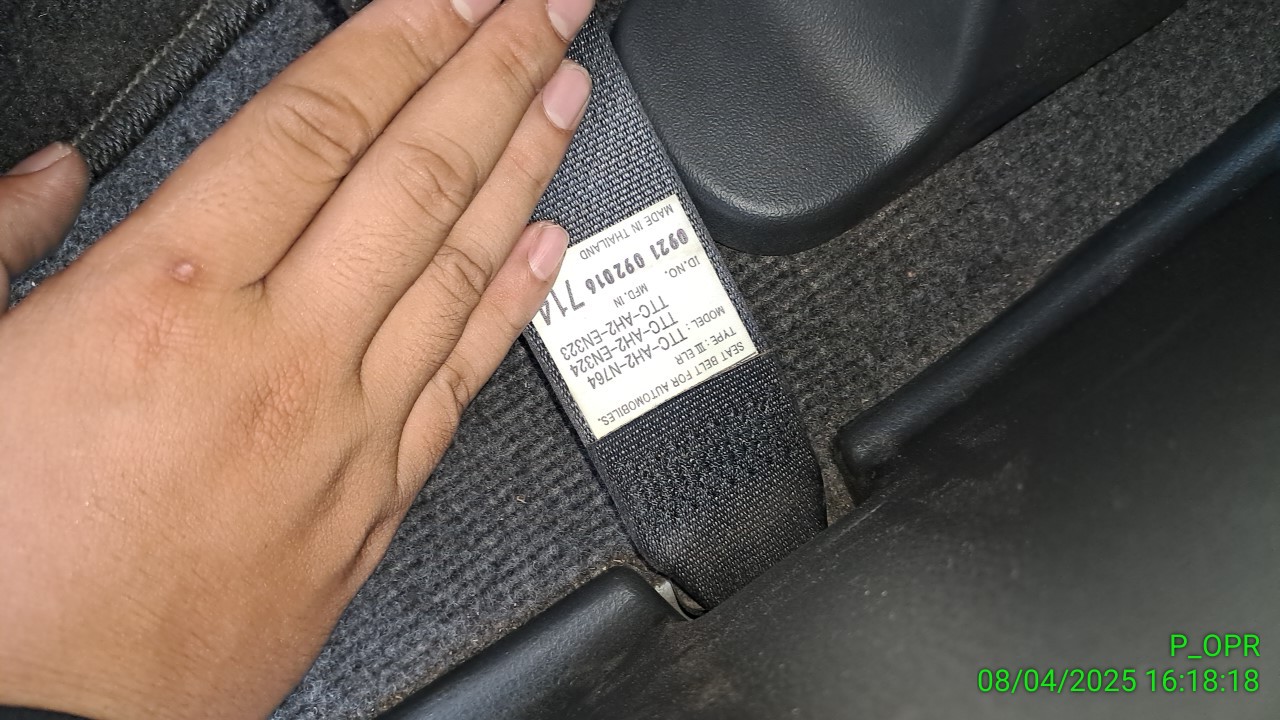 SEAT BELT FOR AUTOMOBILES.
TYPE : III ELR
MODEL : TTC-AH2-N764
TTC-AH2-EN324
TTC-AH2-EN323
MFD. IN
ID.NO.
0921 092016 714
MADE IN THAILAND
P_OPR
08/04/2025 16:18:18